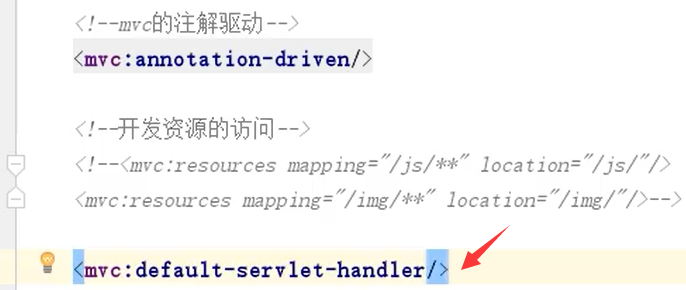 <!--mvc的注解驱动-->
<mvc:annotation-driven/>
<!--开发资源的访问-->
<!--<mvc:resources mapping="/js/**" location="/js/"/>
<mvc:resources mapping="/img/**" location="/img/"/>-->
<mvc:default-servlet-handler/>